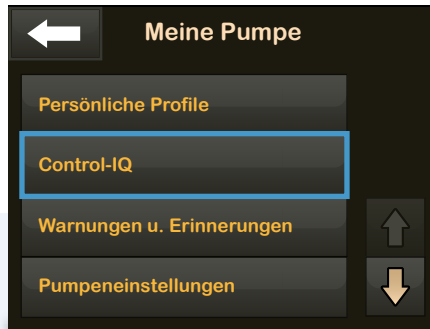 Meine Pumpe
Persönliche Profile
Control-IQ
Warnungen u. Erinnerungen
Pumpeneinstellungen